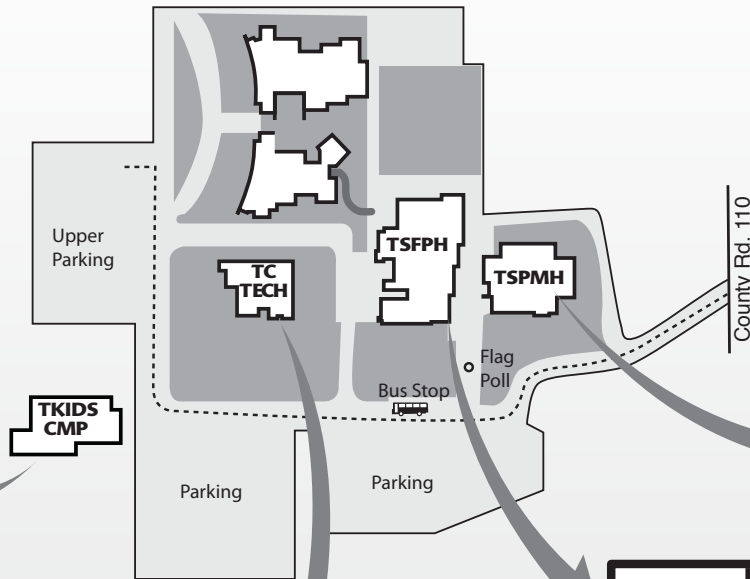 Upper
Parking
TC
TECH
TSFPH
TSPMH
County Rd. 110
Flag
Poll
Bus Stop
TKIDS
CMP
Parking
Parking